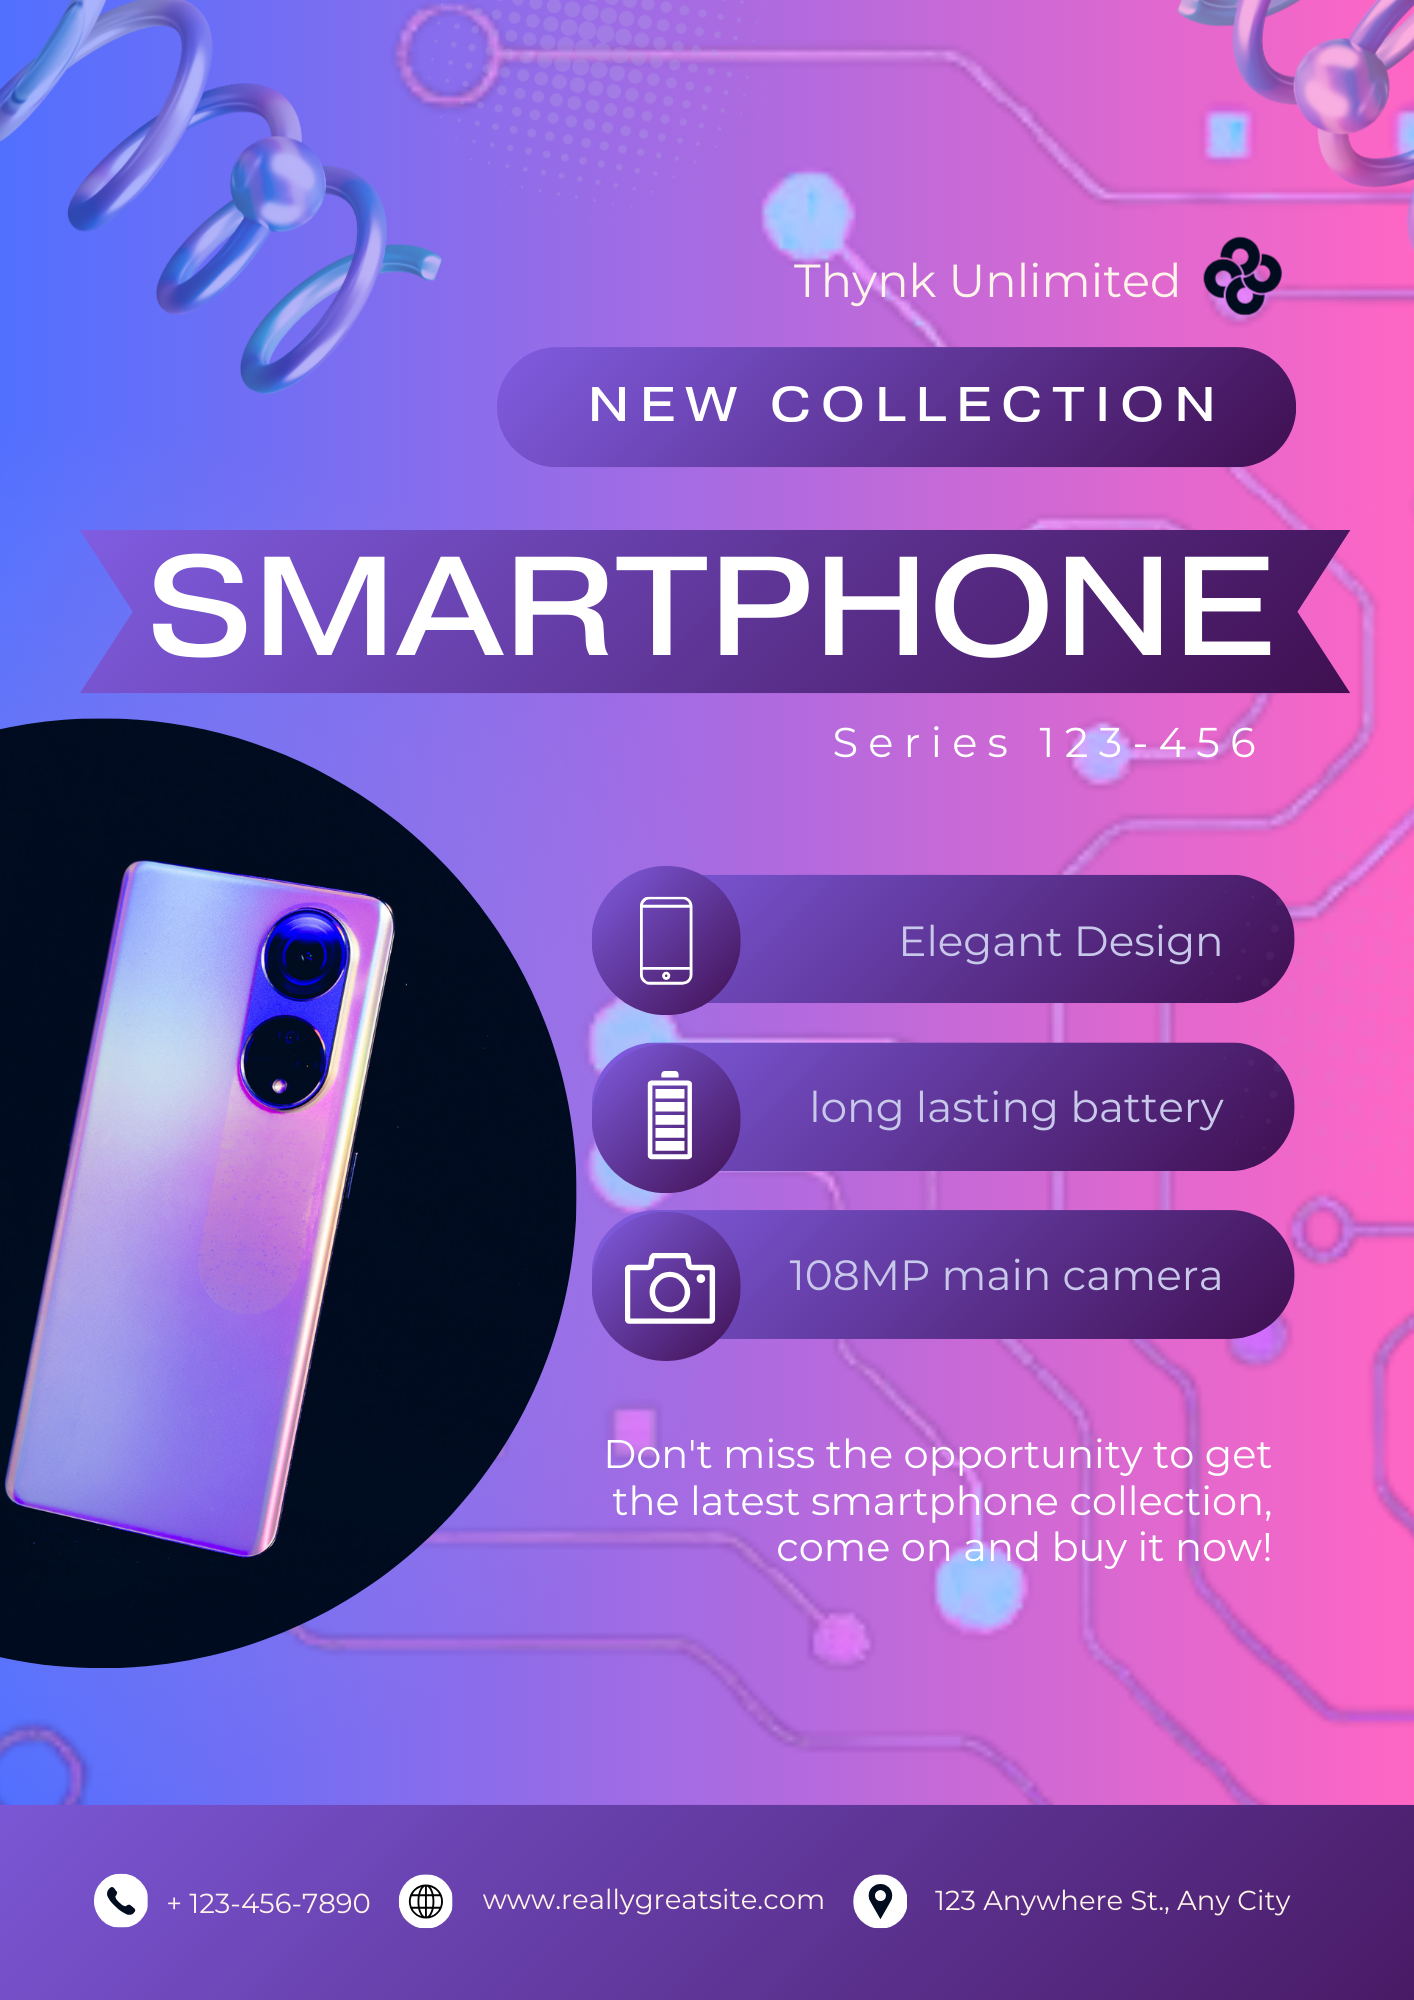 Thynk Unlimited
NEW COLLECTION
SMARTPHONE
Series 123-456
Elegant Design
long lasting battery
108MP main camera
Don't miss the opportunity to get
the latest smartphone collection,
come on and buy it now!
+ 123-456-7890
www.reallygreatsite.com
123 Anywhere St., Any City